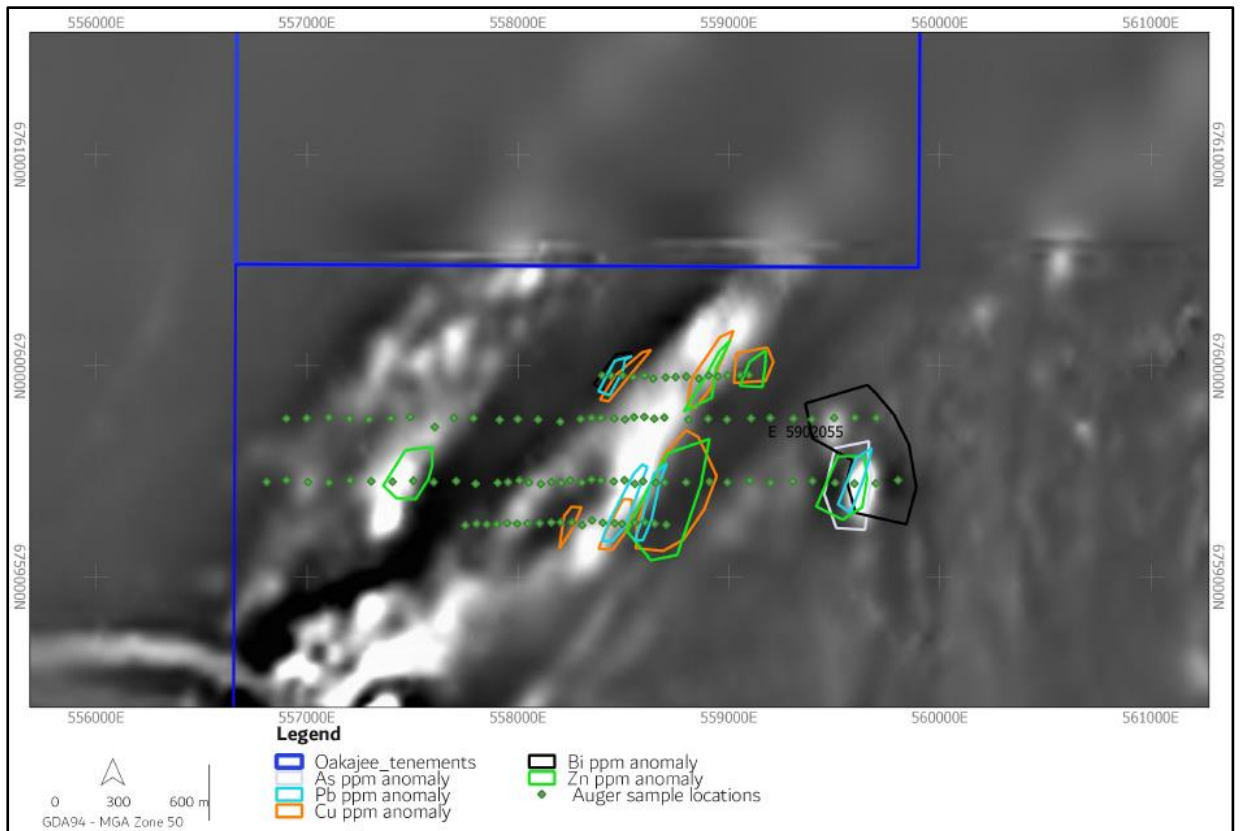 556000E 557000E 558000E 559000E 560000E 561000E
6761000N 6761000N
6760000N 6760000N
E 5902055
6759000N 6759000N
556000E 557000E 558000E 559000E 560000E 561000E
Legend
Oakajee_tenements
As ppm anomaly
Pb ppm anomaly
Cu ppm anomaly
Bi ppm anomaly
Zn ppm anomaly
Auger sample locations
0 300 600 m
GDA94 - MGA Zone 50